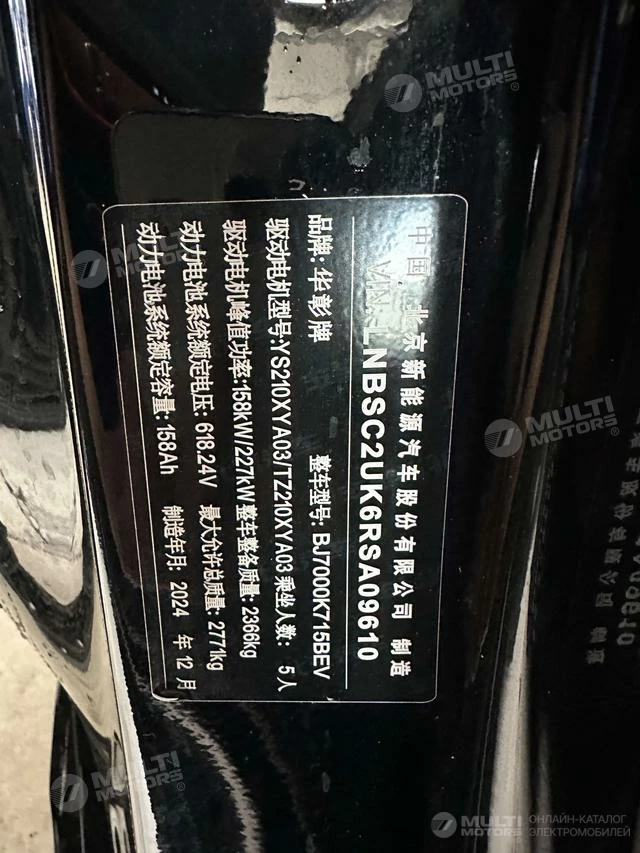 中国 北京新能源汽车股份有限公司 制造
VIN:LNBSC2UK6RSA09610
品牌:华彰牌 整车型号:BJ7000K715BEV
驱动电机型号:YS210XYA03/TZ210XYA03 乘坐人数: 5人
驱动电机峰值功率:158kW/227kW 整车整备质量: 2366kg
动力电池系统额定电压: 618.24V 最大允许总质量: 2771kg
动力电池系统额定容量: 158Ah 制造年月: 2024 年 12 月
MULTI MOTORS®
MULTI MOTORS®
MULTI MOTORS®
MULTI MOTORS®
MULTI MOTORS®
ОНЛАЙН-КАТАЛОГ
ЭЛЕКТРОМОБИЛЕЙ